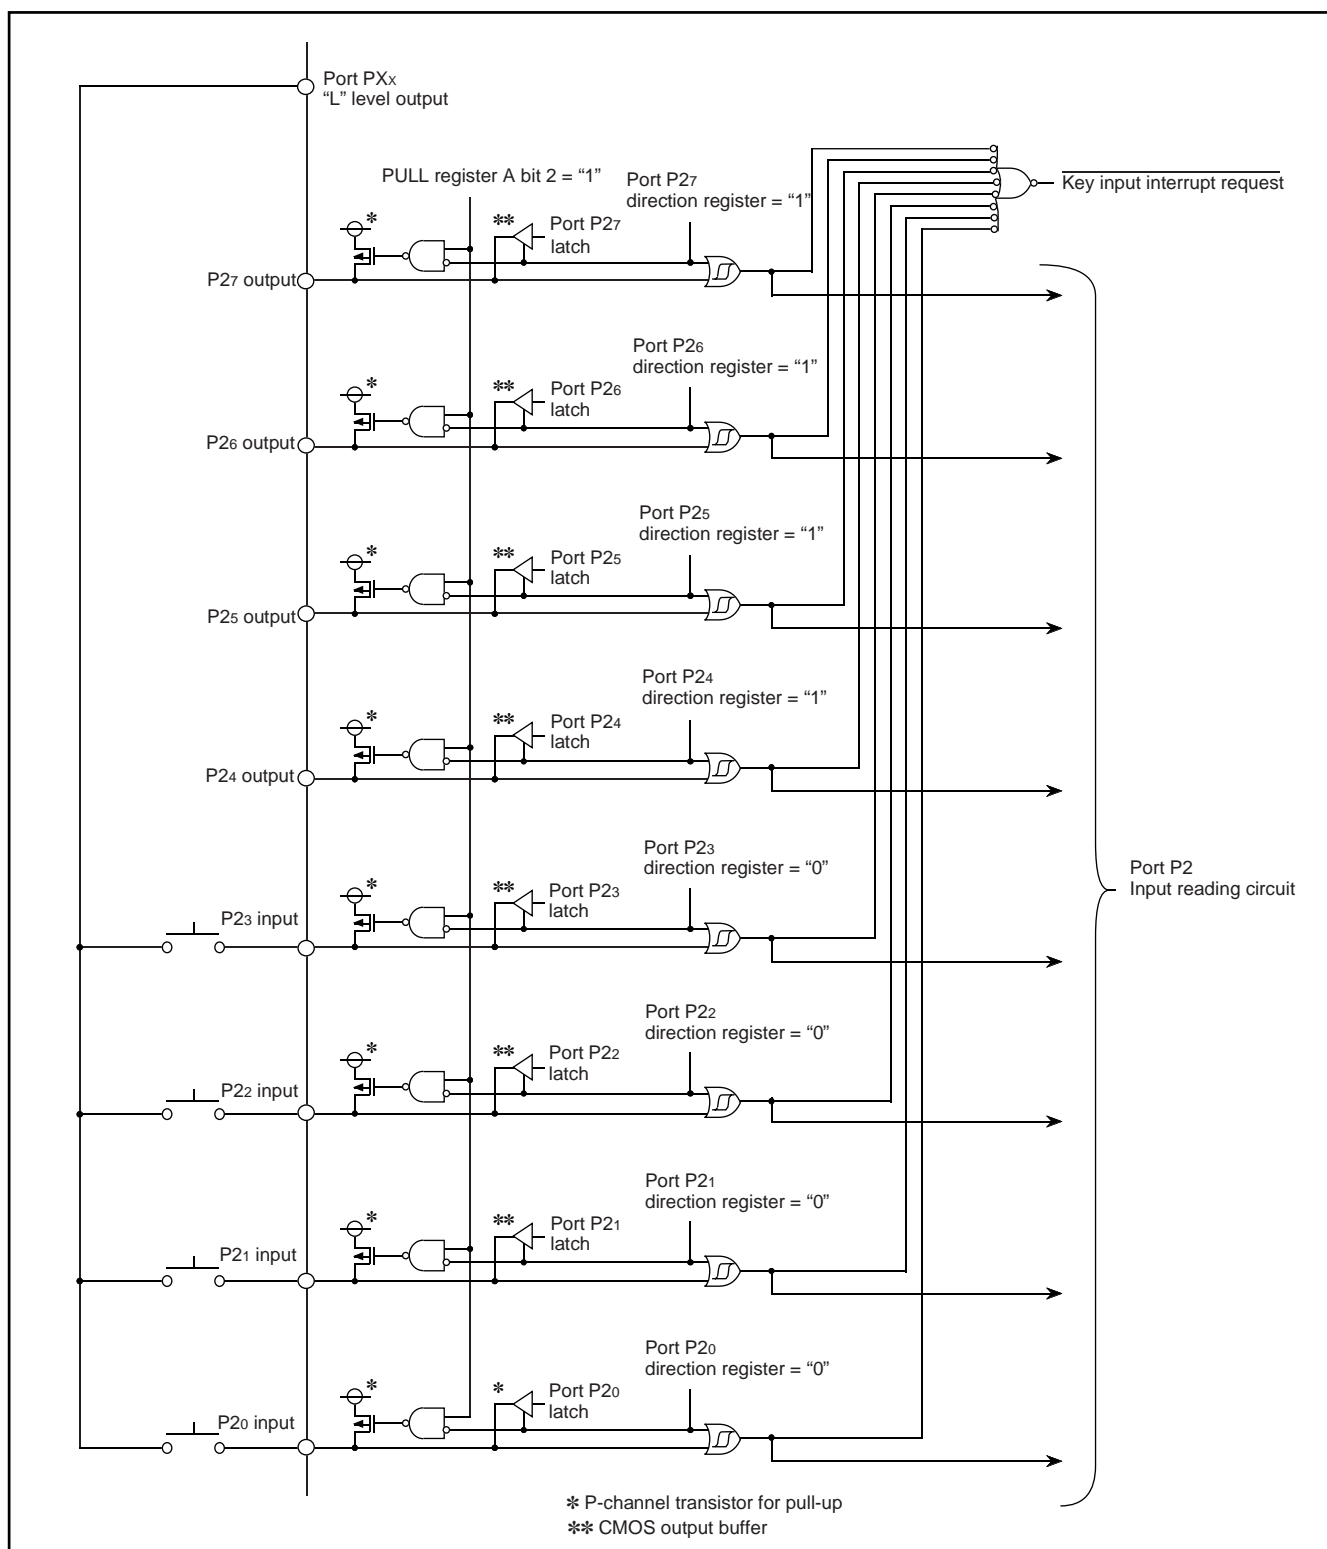 Port PXx
“L” level output
PULL register A bit 2 = “1”
Port P27
direction register = “1”
Key input interrupt request
*
**
Port P27
latch
P27 output
Port P26
direction register = “1”
*
**
Port P26
latch
P26 output
Port P25
direction register = “1”
*
**
Port P25
latch
P25 output
Port P24
direction register = “1”
*
**
Port P24
latch
P24 output
Port P23
direction register = “0”
*
**
Port P23
latch
P23 input
Port P2
Input reading circuit
Port P22
direction register = “0”
*
**
Port P22
latch
P22 input
Port P21
direction register = “0”
*
**
Port P21
latch
P21 input
Port P20
direction register = “0”
*
*
Port P20
latch
P20 input
* P-channel transistor for pull-up
** CMOS output buffer